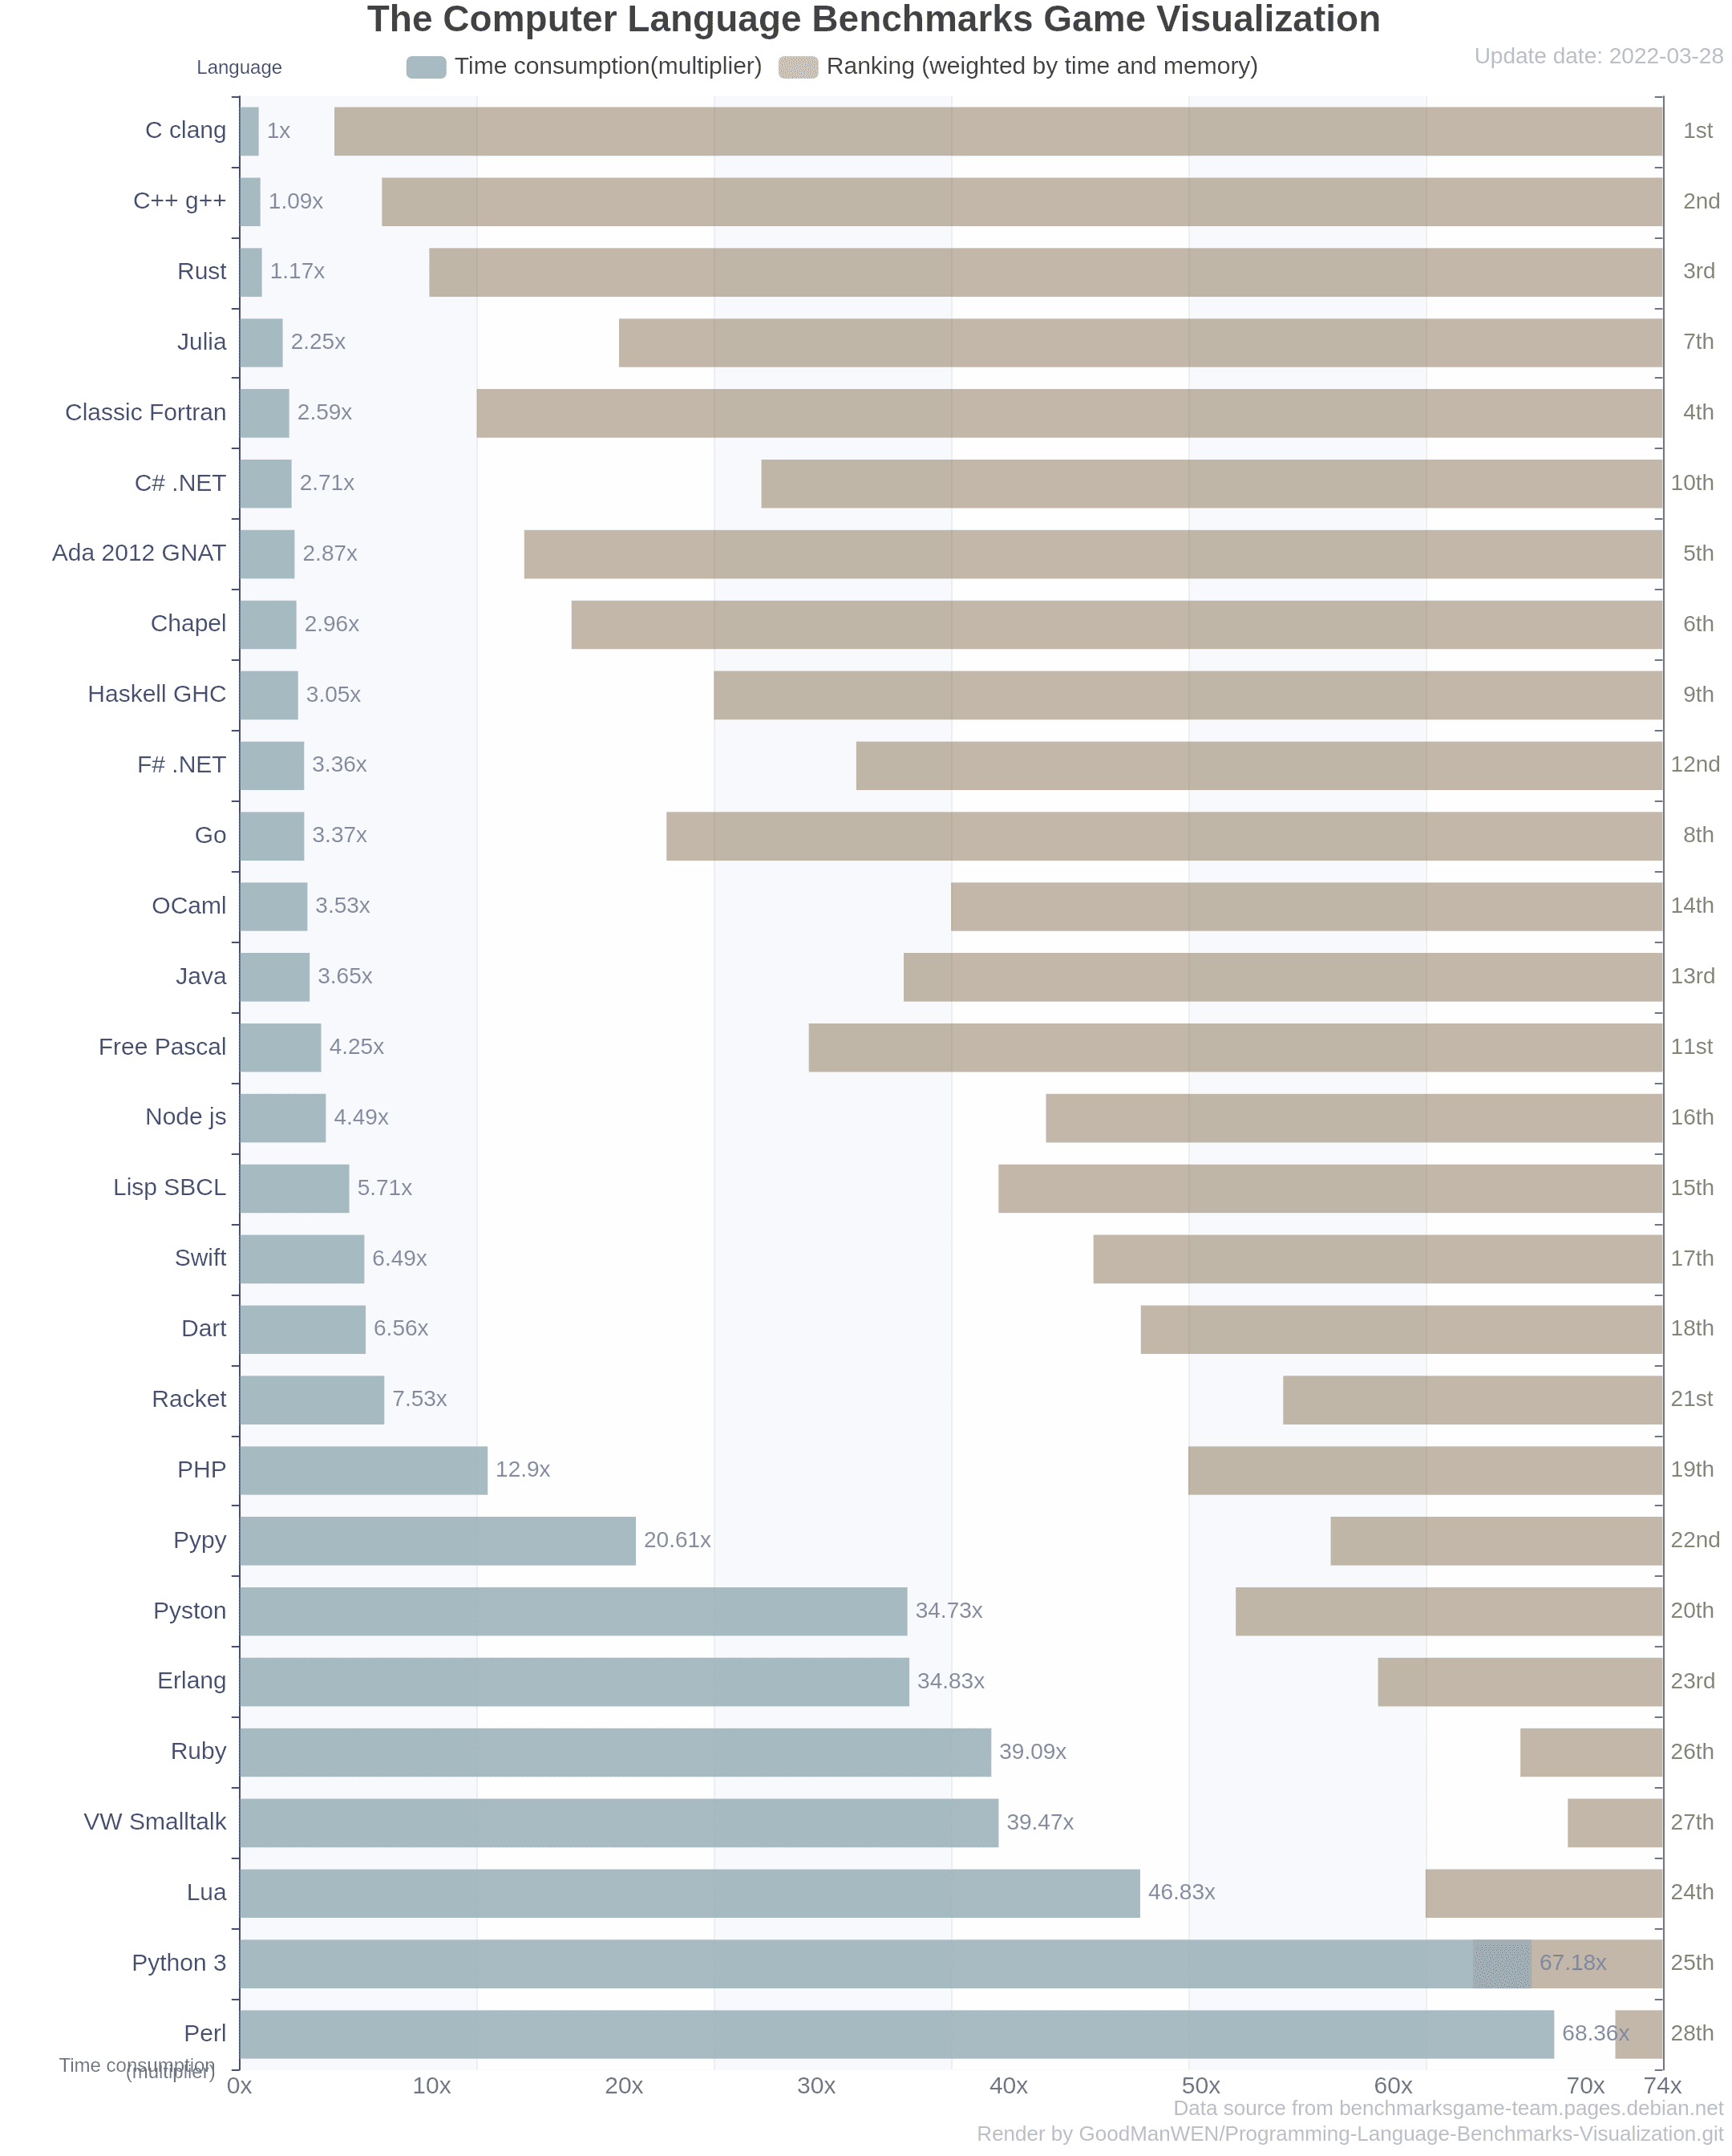 The Computer Language Benchmarks Game Visualization
Language Time consumption(multiplier) Ranking (weighted by time and memory) Update date: 2022-03-28
C clang 1x 1st
C++ g++ 1.09x 2nd
Rust 1.17x 3rd
Julia 2.25x 7th
Classic Fortran 2.59x 4th
C# .NET 2.71x 10th
Ada 2012 GNAT 2.87x 5th
Chapel 2.96x 6th
Haskell GHC 3.05x 9th
F# .NET 3.36x 12nd
Go 3.37x 8th
OCaml 3.53x 14th
Java 3.65x 13rd
Free Pascal 4.25x 11st
Node js 4.49x 16th
Lisp SBCL 5.71x 15th
Swift 6.49x 17th
Dart 6.56x 18th
Racket 7.53x 21st
PHP 12.9x 19th
Pypy 20.61x 22nd
Pyston 34.73x 20th
Erlang 34.83x 23rd
Ruby 39.09x 26th
VW Smalltalk 39.47x 27th
Lua 46.83x 24th
Python 3 67.18x 25th
Perl 68.36x 28th
Time consumption
(multiplier)
0x 10x 20x 30x 40x 50x 60x 70x 74x
Data source from benchmarksgame-team.pages.debian.net
Render by GoodManWEN/Programming-Language-Benchmarks-Visualization.git